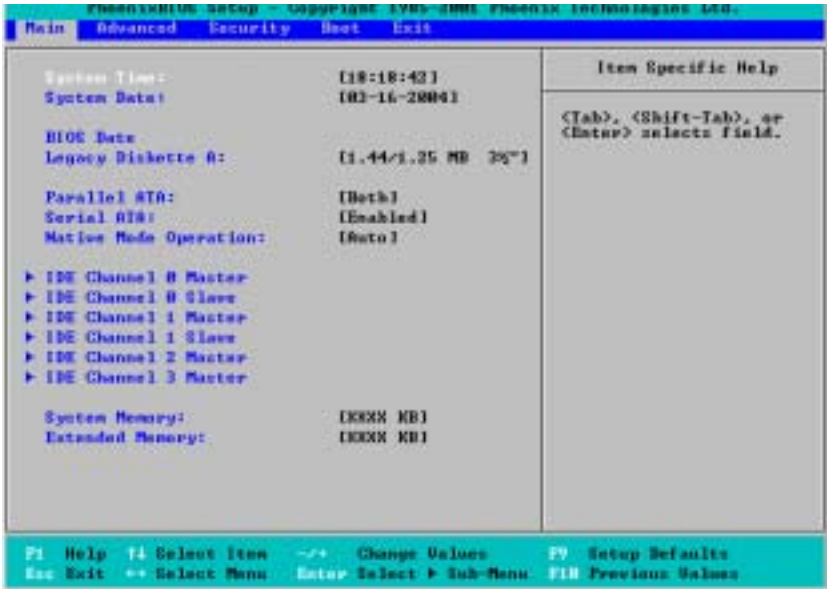 PhoenixBIOS Setup - Copyright 1985-2001 Phoenix Technologies Ltd.
Main Advanced Security Boot Exit
System Time: [18:18:42]
System Date: [03-16-2004]
BIOS Date
Legacy Diskette A: [1.44/1.25 MB 3½"]
Parallel ATA: [Both]
Serial ATA: [Enabled]
Native Mode Operation: [Auto]
▶ IDE Channel 0 Master
▶ IDE Channel 0 Slave
▶ IDE Channel 1 Master
▶ IDE Channel 1 Slave
▶ IDE Channel 2 Master
▶ IDE Channel 3 Master
System Memory: [XXXX KB]
Extended Memory: [XXXX KB]
Item Specific Help
<Tab>, <Shift-Tab>, or
<Enter> selects field.
F1 Help ↑↓ Select Item -/+ Change Values F9 Setup Defaults
Esc Exit ←→ Select Menu Enter Select ▶ Sub-Menu F10 Previous Values